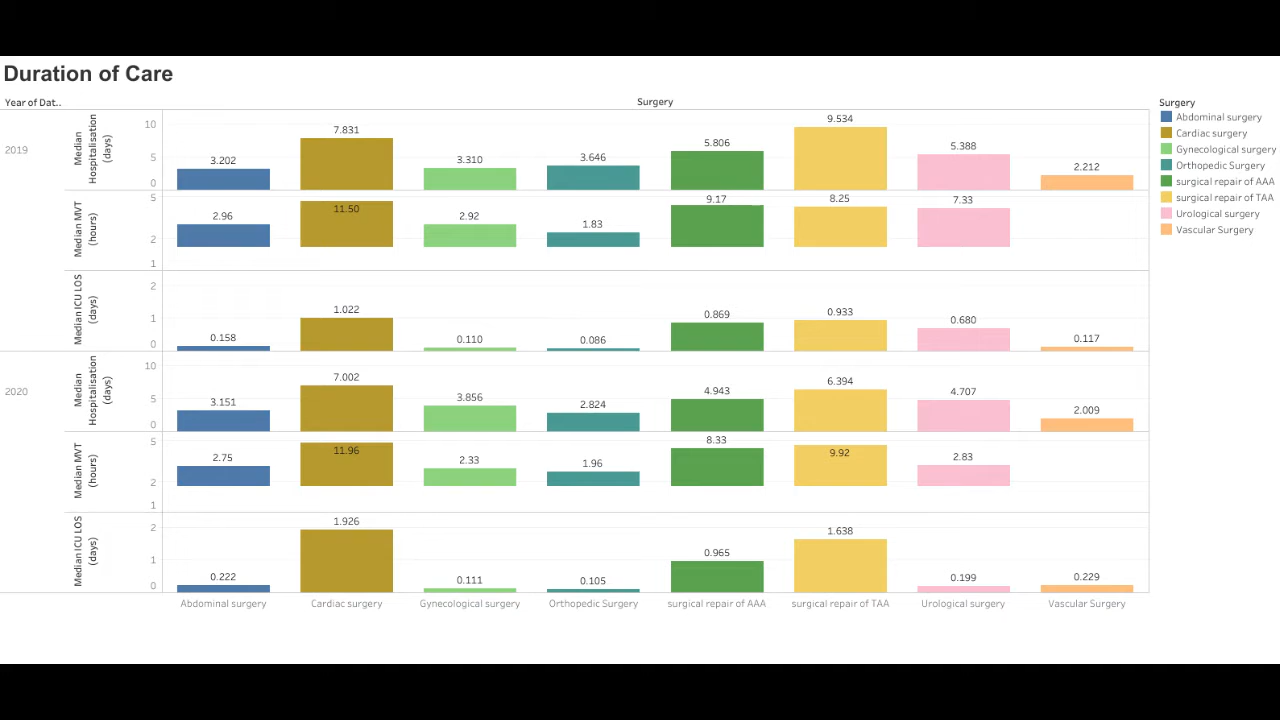 Duration of Care
Year of Dat..
Surgery
2019
Median
Hospitalisation
(days)
10
5
0
3.202
7.831
3.310
3.646
5.806
9.534
5.388
2.212
Median MVT
(hours)
5
2
1
2.96
11.50
2.92
1.83
9.17
8.25
7.33
Median ICU LOS
(days)
2
1
0
0.158
1.022
0.110
0.086
0.869
0.933
0.680
0.117
2020
Median
Hospitalisation
(days)
10
5
0
3.151
7.002
3.856
2.824
4.943
6.394
4.707
2.009
Median MVT
(hours)
5
2
1
2.75
11.96
2.33
1.96
8.33
9.92
2.83
Median ICU LOS
(days)
2
1
0
0.222
1.926
0.111
0.105
0.965
1.638
0.199
0.229
Abdominal surgery
Cardiac surgery
Gynecological surgery
Orthopedic Surgery
surgical repair of AAA
surgical repair of TAA
Urological surgery
Vascular Surgery
Surgery
Abdominal surgery
Cardiac surgery
Gynecological surgery
Orthopedic Surgery
surgical repair of AAA
surgical repair of TAA
Urological surgery
Vascular Surgery